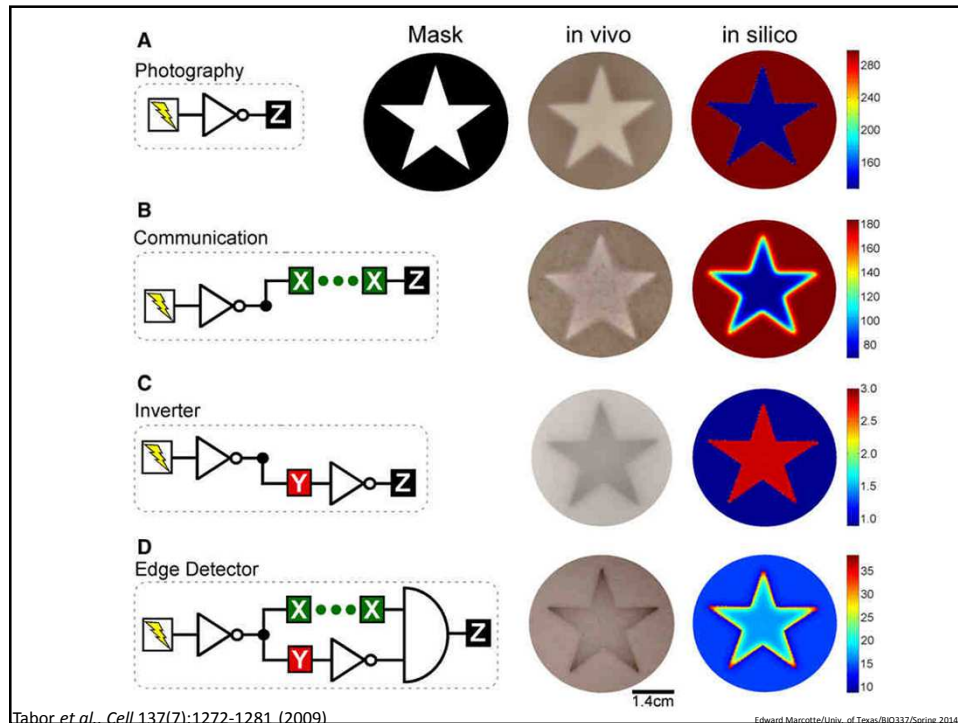 Mask in vivo in silico
A
Photography
Z
280
240
200
160
B
Communication
X X Z
180
160
140
120
100
80
C
Inverter
Y Z
3.0
2.5
2.0
1.5
1.0
D
Edge Detector
X X
Y
Z
35
30
25
20
15
10
1.4cm
Tabor et al., Cell 137(7):1272-1281 (2009)
Edward Marcotte/Univ. of Texas/BIO337/Spring 2014